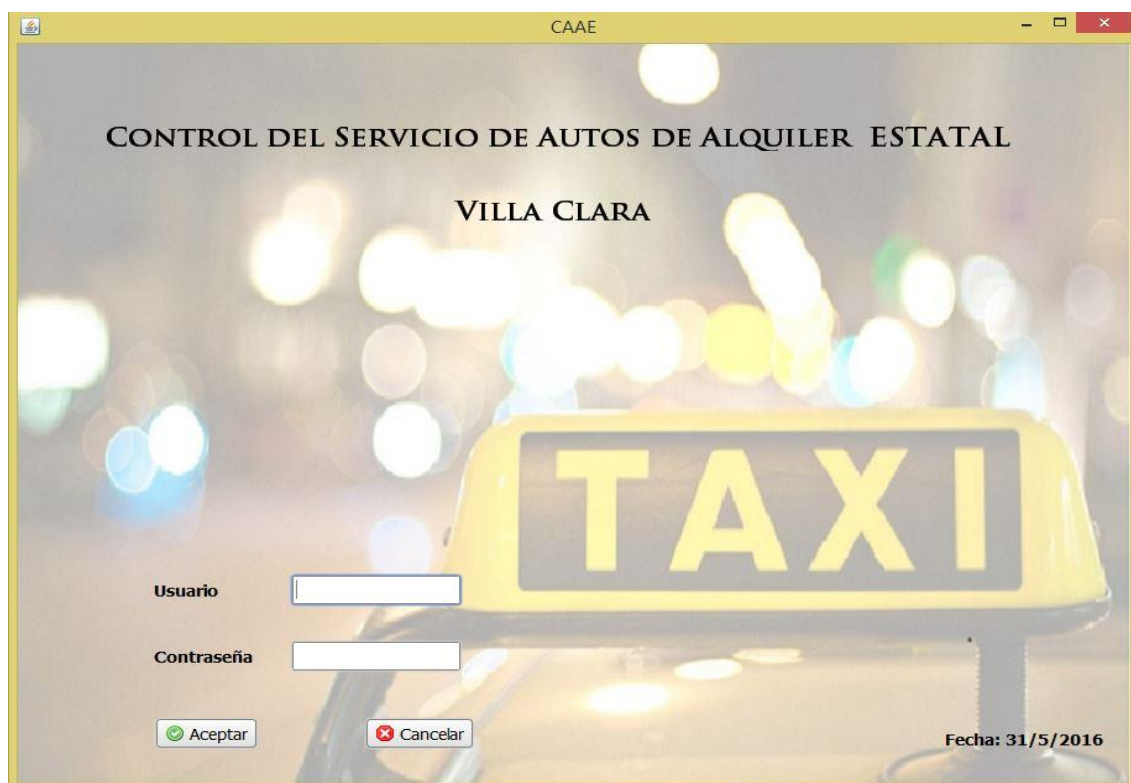 CAAE
CONTROL DEL SERVICIO DE AUTOS DE ALQUILER ESTATAL
VILLA CLARA
TAXI
Usuario
Contraseña
Aceptar
Cancelar
Fecha: 31/5/2016